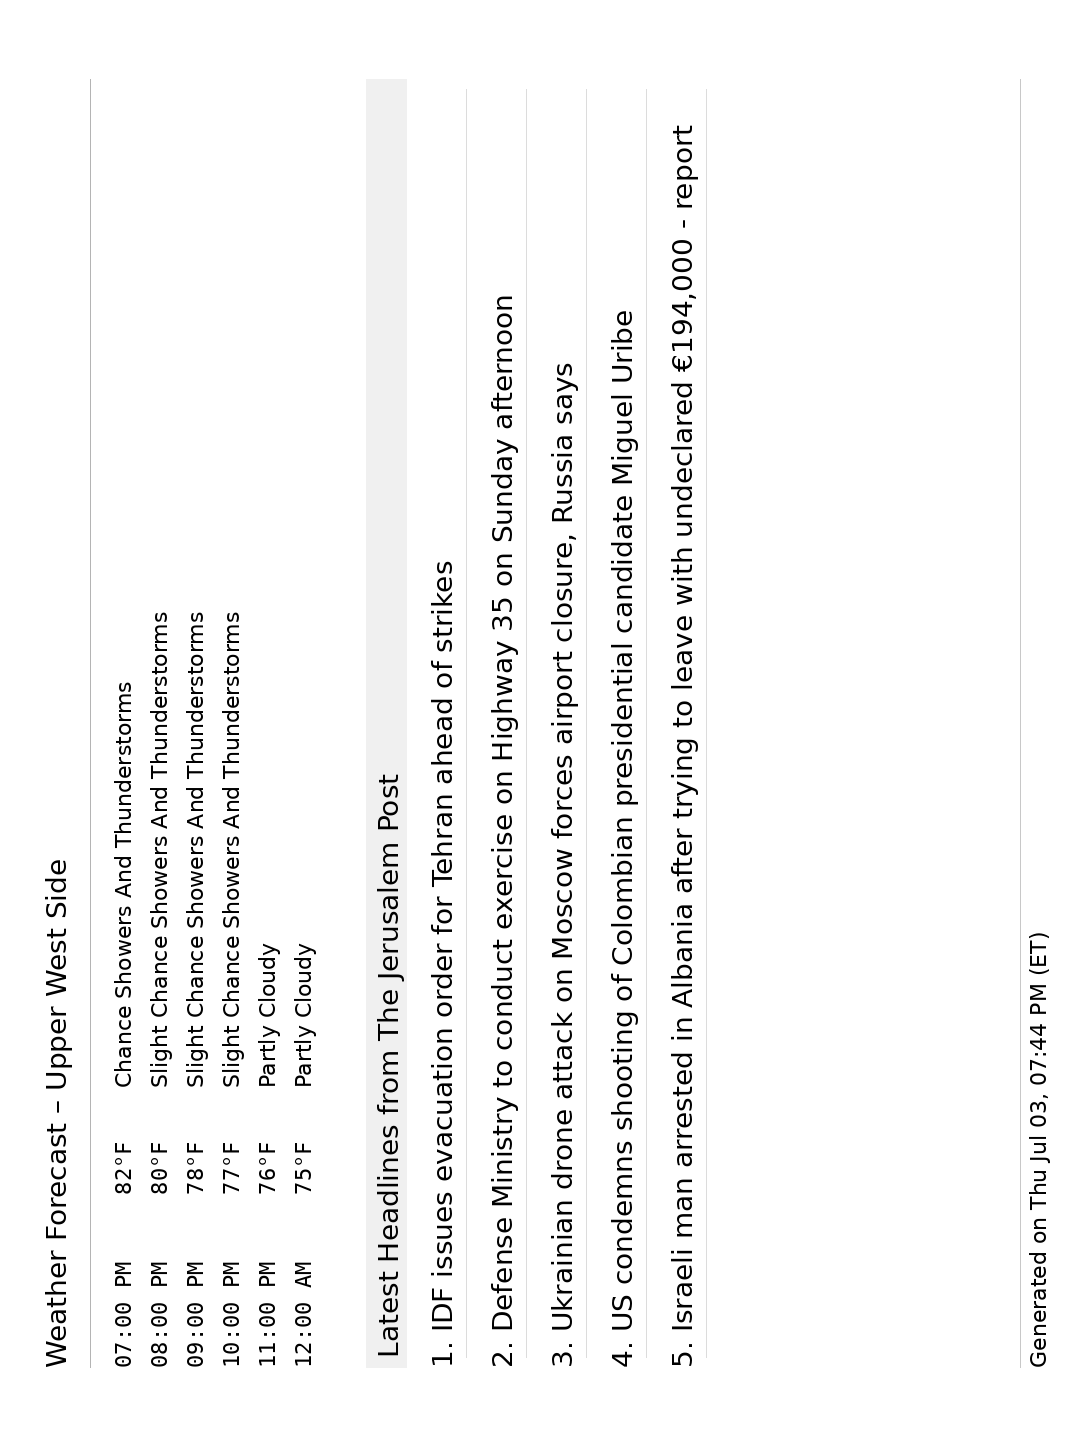 Weather Forecast – Upper West Side
07:00 PM 82°F Chance Showers And Thunderstorms
08:00 PM 80°F Slight Chance Showers And Thunderstorms
09:00 PM 78°F Slight Chance Showers And Thunderstorms
10:00 PM 77°F Slight Chance Showers And Thunderstorms
11:00 PM 76°F Partly Cloudy
12:00 AM 75°F Partly Cloudy
Latest Headlines from The Jerusalem Post
1. IDF issues evacuation order for Tehran ahead of strikes
2. Defense Ministry to conduct exercise on Highway 35 on Sunday afternoon
3. Ukrainian drone attack on Moscow forces airport closure, Russia says
4. US condemns shooting of Colombian presidential candidate Miguel Uribe
5. Israeli man arrested in Albania after trying to leave with undeclared €194,000 - report
Generated on Thu Jul 03, 07:44 PM (ET)